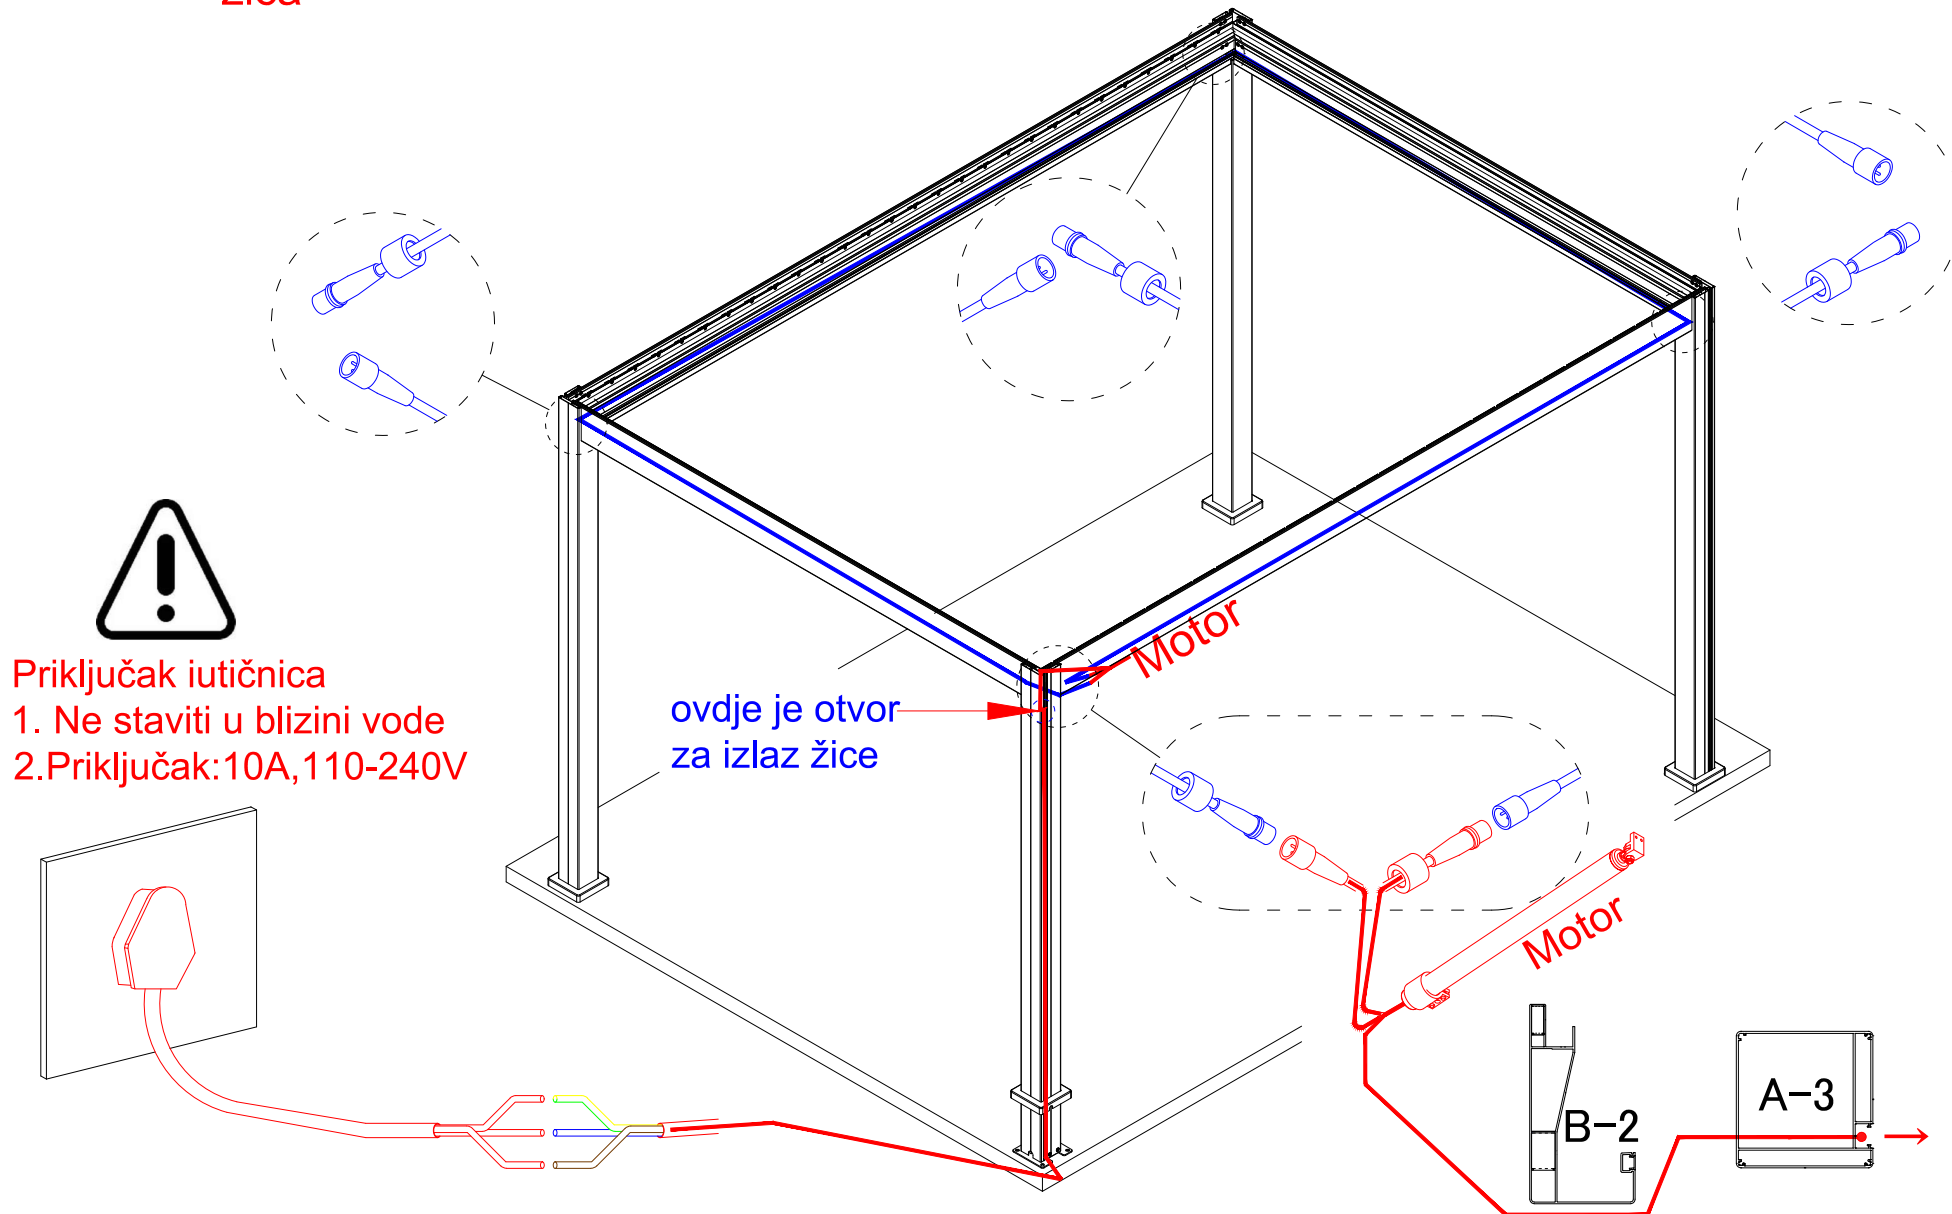 žica
Priključak iutičnica
1. Ne staviti u blizini vode
2.Priključak:10A,110-240V
ovdje je otvor
za izlaz žice
Motor
Motor
B-2
A-3